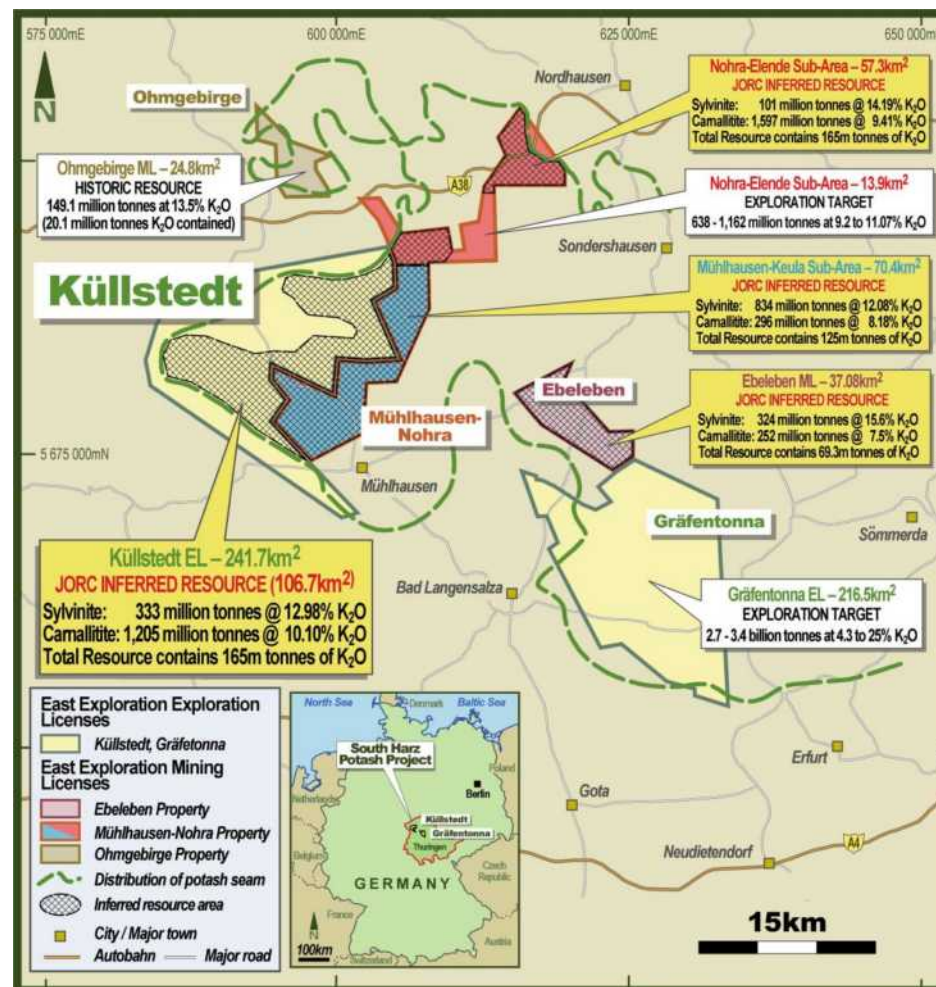 575 000mE
600 000mE
625 000mE
650 000mE
N
Ohmgebirge
Nordhausen
Nohra-Elende Sub-Area – 57.3km²
JORC INFERRED RESOURCE
Sylvinite: 101 million tonnes @ 14.19% K₂O
Carnallitite: 1,597 million tonnes @ 9.41% K₂O
Total Resource contains 165m tonnes of K₂O
Ohmgebirge ML – 24.8km²
HISTORIC RESOURCE
149.1 million tonnes at 13.5% K₂O
(20.1 million tonnes K₂O contained)
A38
Nohra-Elende Sub-Area – 13.9km²
EXPLORATION TARGET
638 - 1,162 million tonnes at 9.2 to 11.07% K₂O
Sondershausen
Küllstedt
Mühlhausen-Keula Sub-Area – 70.4km²
JORC INFERRED RESOURCE
Sylvinite: 834 million tonnes @ 12.08% K₂O
Carnallitite: 296 million tonnes @ 8.18% K₂O
Total Resource contains 125m tonnes of K₂O
Ebeleben
Ebeleben ML – 37.08km²
JORC INFERRED RESOURCE
Sylvinite: 324 million tonnes @ 15.6% K₂O
Carnallitite: 252 million tonnes @ 7.5% K₂O
Total Resource contains 69.3m tonnes of K₂O
Mühlhausen-
Nohra
5 675 000mN
Mühlhausen
Gräfentonna
Sömmerda
Küllstedt EL – 241.7km²
JORC INFERRED RESOURCE (106.7km²)
Sylvinite: 333 million tonnes @ 12.98% K₂O
Carnallitite: 1,205 million tonnes @ 10.10% K₂O
Total Resource contains 165m tonnes of K₂O
Bad Langensalza
Gräfentonna EL – 216.5km²
EXPLORATION TARGET
2.7 - 3.4 billion tonnes at 4.3 to 25% K₂O
East Exploration Exploration
Licenses
Küllstedt, Gräfetonna
East Exploration Mining
Licenses
Ebeleben Property
Mühlhausen-Nohra Property
Ohmgebirge Property
Distribution of potash seam
Inferred resource area
City / Major town
Autobahn
Major road
North Sea
Denmark
Baltic Sea
South Harz
Potash Project
Poland
Berlin
Netherlands
Küllstedt
Gräfentonna
Thuringen
Belgium
GERMANY
Czech
Republic
France
N
100km
Austria
Switzerland
Erfurt
Gota
Neudietendorf
A4
15km